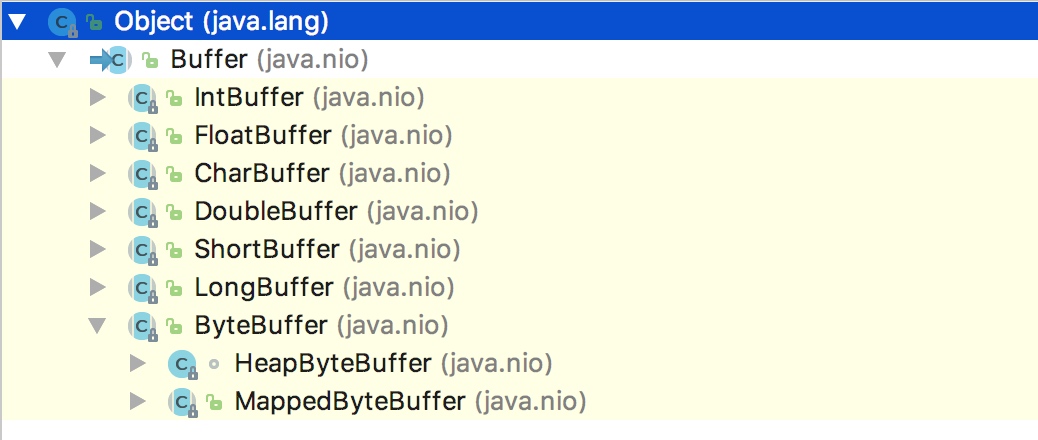 Object (java.lang)
Buffer (java.nio)
IntBuffer (java.nio)
FloatBuffer (java.nio)
CharBuffer (java.nio)
DoubleBuffer (java.nio)
ShortBuffer (java.nio)
LongBuffer (java.nio)
ByteBuffer (java.nio)
HeapByteBuffer (java.nio)
MappedByteBuffer (java.nio)